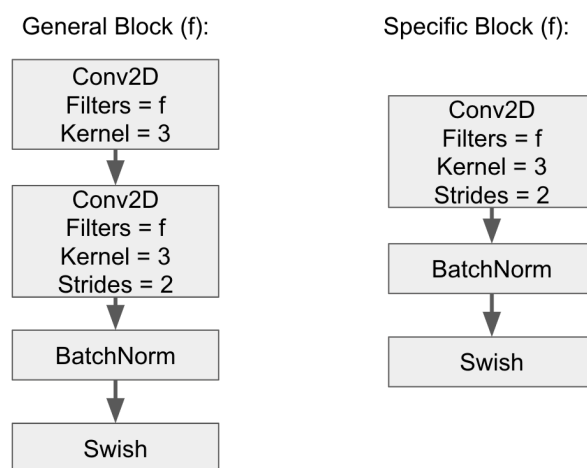 General Block (f):
Conv2D
Filters = f
Kernel = 3
Conv2D
Filters = f
Kernel = 3
Strides = 2
BatchNorm
Swish
Specific Block (f):
Conv2D
Filters = f
Kernel = 3
Strides = 2
BatchNorm
Swish